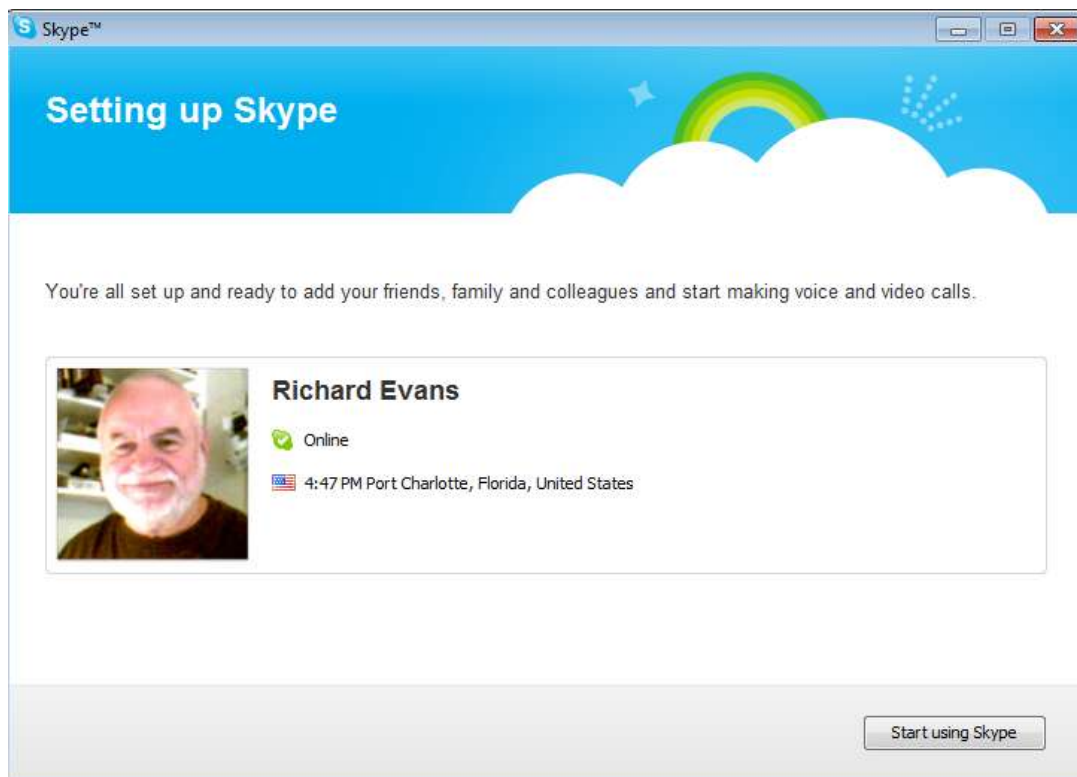 Skype™
Setting up Skype
You're all set up and ready to add your friends, family and colleagues and start making voice and video calls.
Richard Evans
Online
4:47 PM Port Charlotte, Florida, United States
Start using Skype